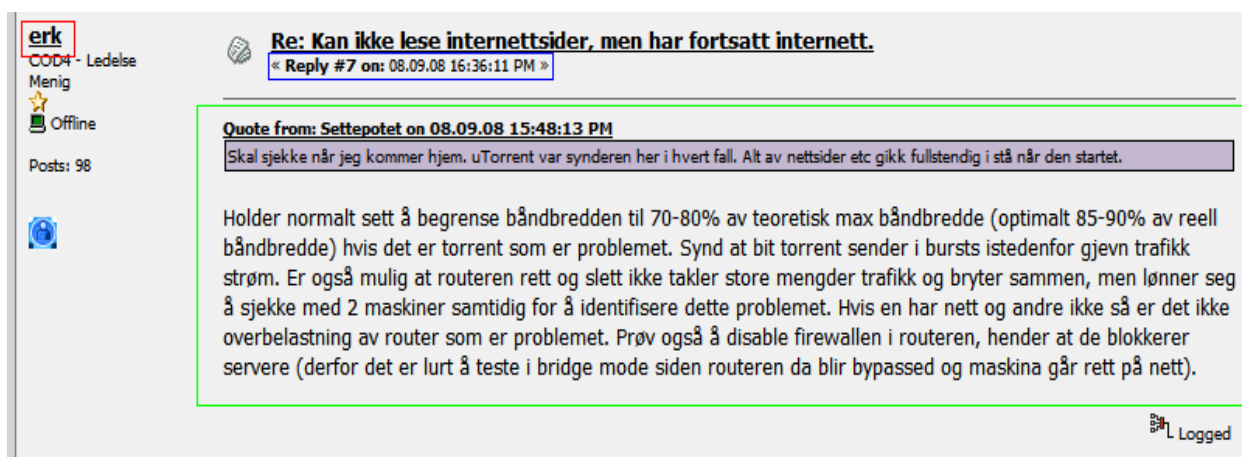 erk
COD4 - Ledelse
Menig
Offline
Posts: 98
Re: Kan ikke lese internettsider, men har fortsatt internett.
« Reply #7 on: 08.09.08 16:36:11 PM »
Quote from: Settepotet on 08.09.08 15:48:13 PM
Skal sjekke når jeg kommer hjem. uTorrent var synderen her i hvert fall. Alt av nettsider etc gikk fullstendig i stå når den startet.
Holder normalt sett å begrense båndbredden til 70-80% av teoretisk max båndbredde (optimalt 85-90% av reell
båndbredde) hvis det er torrent som er problemet. Synd at bit torrent sender i bursts istedenfor gjevn trafikk
strøm. Er også mulig at routeren rett og slett ikke takler store mengder trafikk og bryter sammen, men lønner seg
å sjekke med 2 maskiner samtidig for å identifisere dette problemet. Hvis en har nett og andre ikke så er det ikke
overbelastning av router som er problemet. Prøv også å disable firewallen i routeren, hender at de blokkerer
servere (derfor det er lurt å teste i bridge mode siden routeren da blir bypassed og maskina går rett på nett).
Logged